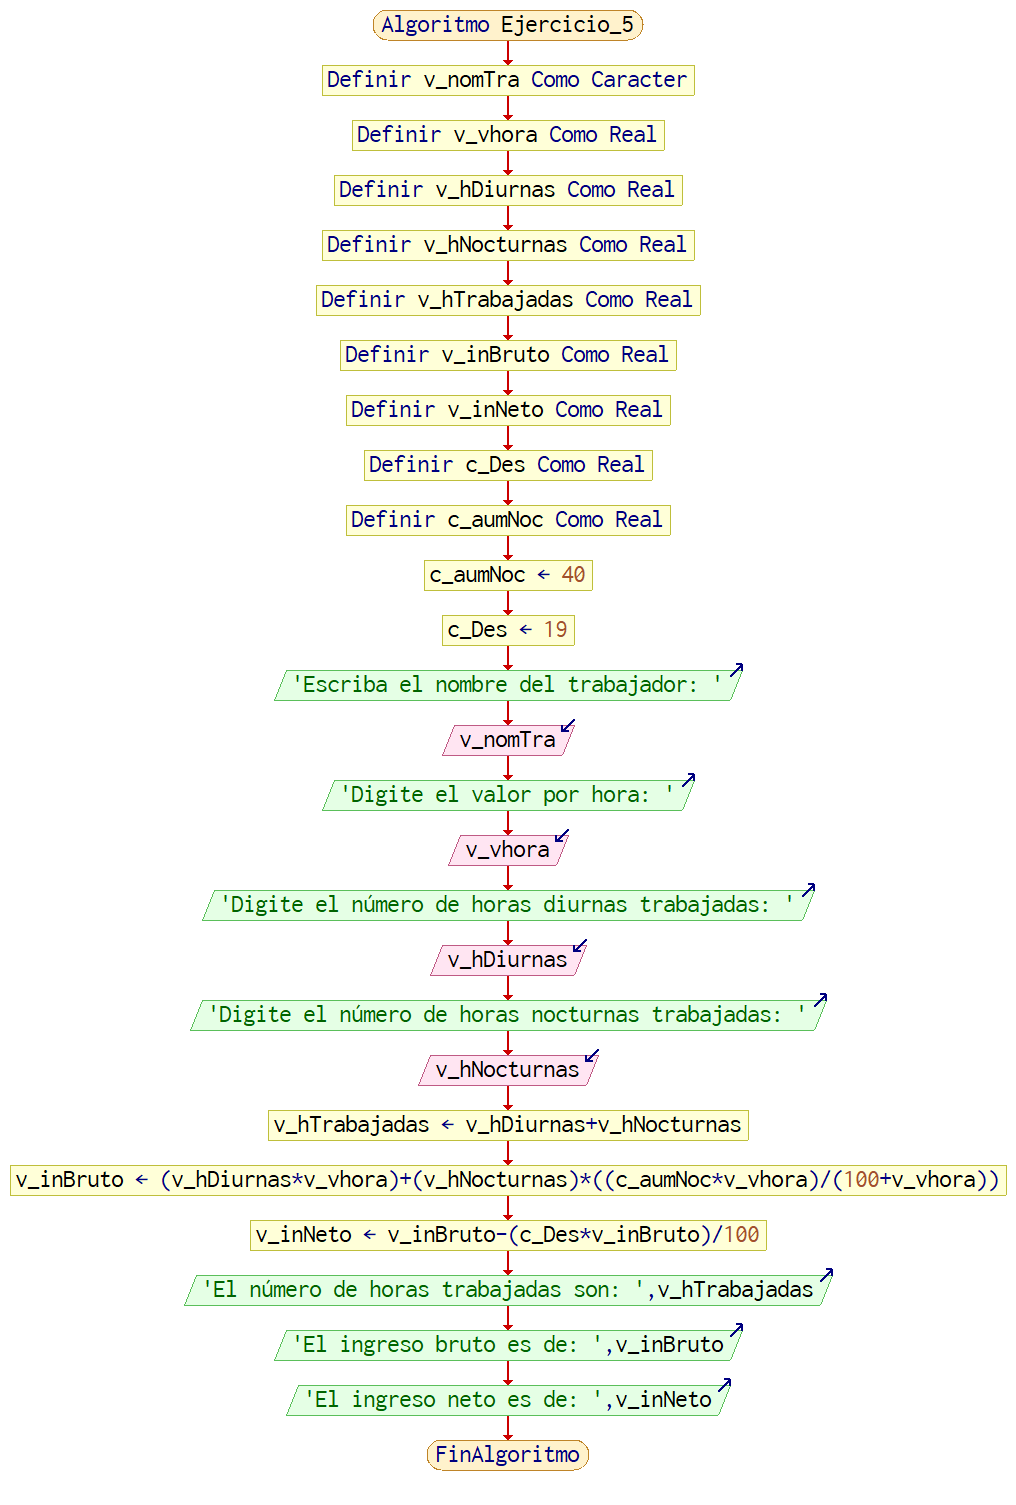 Algoritmo Ejercicio_5
Definir v_nomTra Como Caracter
Definir v_vhora Como Real
Definir v_hDiurnas Como Real
Definir v_hNocturnas Como Real
Definir v_hTrabajadas Como Real
Definir v_inBruto Como Real
Definir v_inNeto Como Real
Definir c_Des Como Real
Definir c_aumNoc Como Real
c_aumNoc ← 40
c_Des ← 19
'Escriba el nombre del trabajador: '
v_nomTra
'Digite el valor por hora: '
v_vhora
'Digite el número de horas diurnas trabajadas: '
v_hDiurnas
'Digite el número de horas nocturnas trabajadas: '
v_hNocturnas
v_hTrabajadas ← v_hDiurnas+v_hNocturnas
v_inBruto ← (v_hDiurnas*v_vhora)+(v_hNocturnas)*((c_aumNoc*v_vhora)/(100+v_vhora))
v_inNeto ← v_inBruto-(c_Des*v_inBruto)/100
'El número de horas trabajadas son: ',v_hTrabajadas
'El ingreso bruto es de: ',v_inBruto
'El ingreso neto es de: ',v_inNeto
FinAlgoritmo